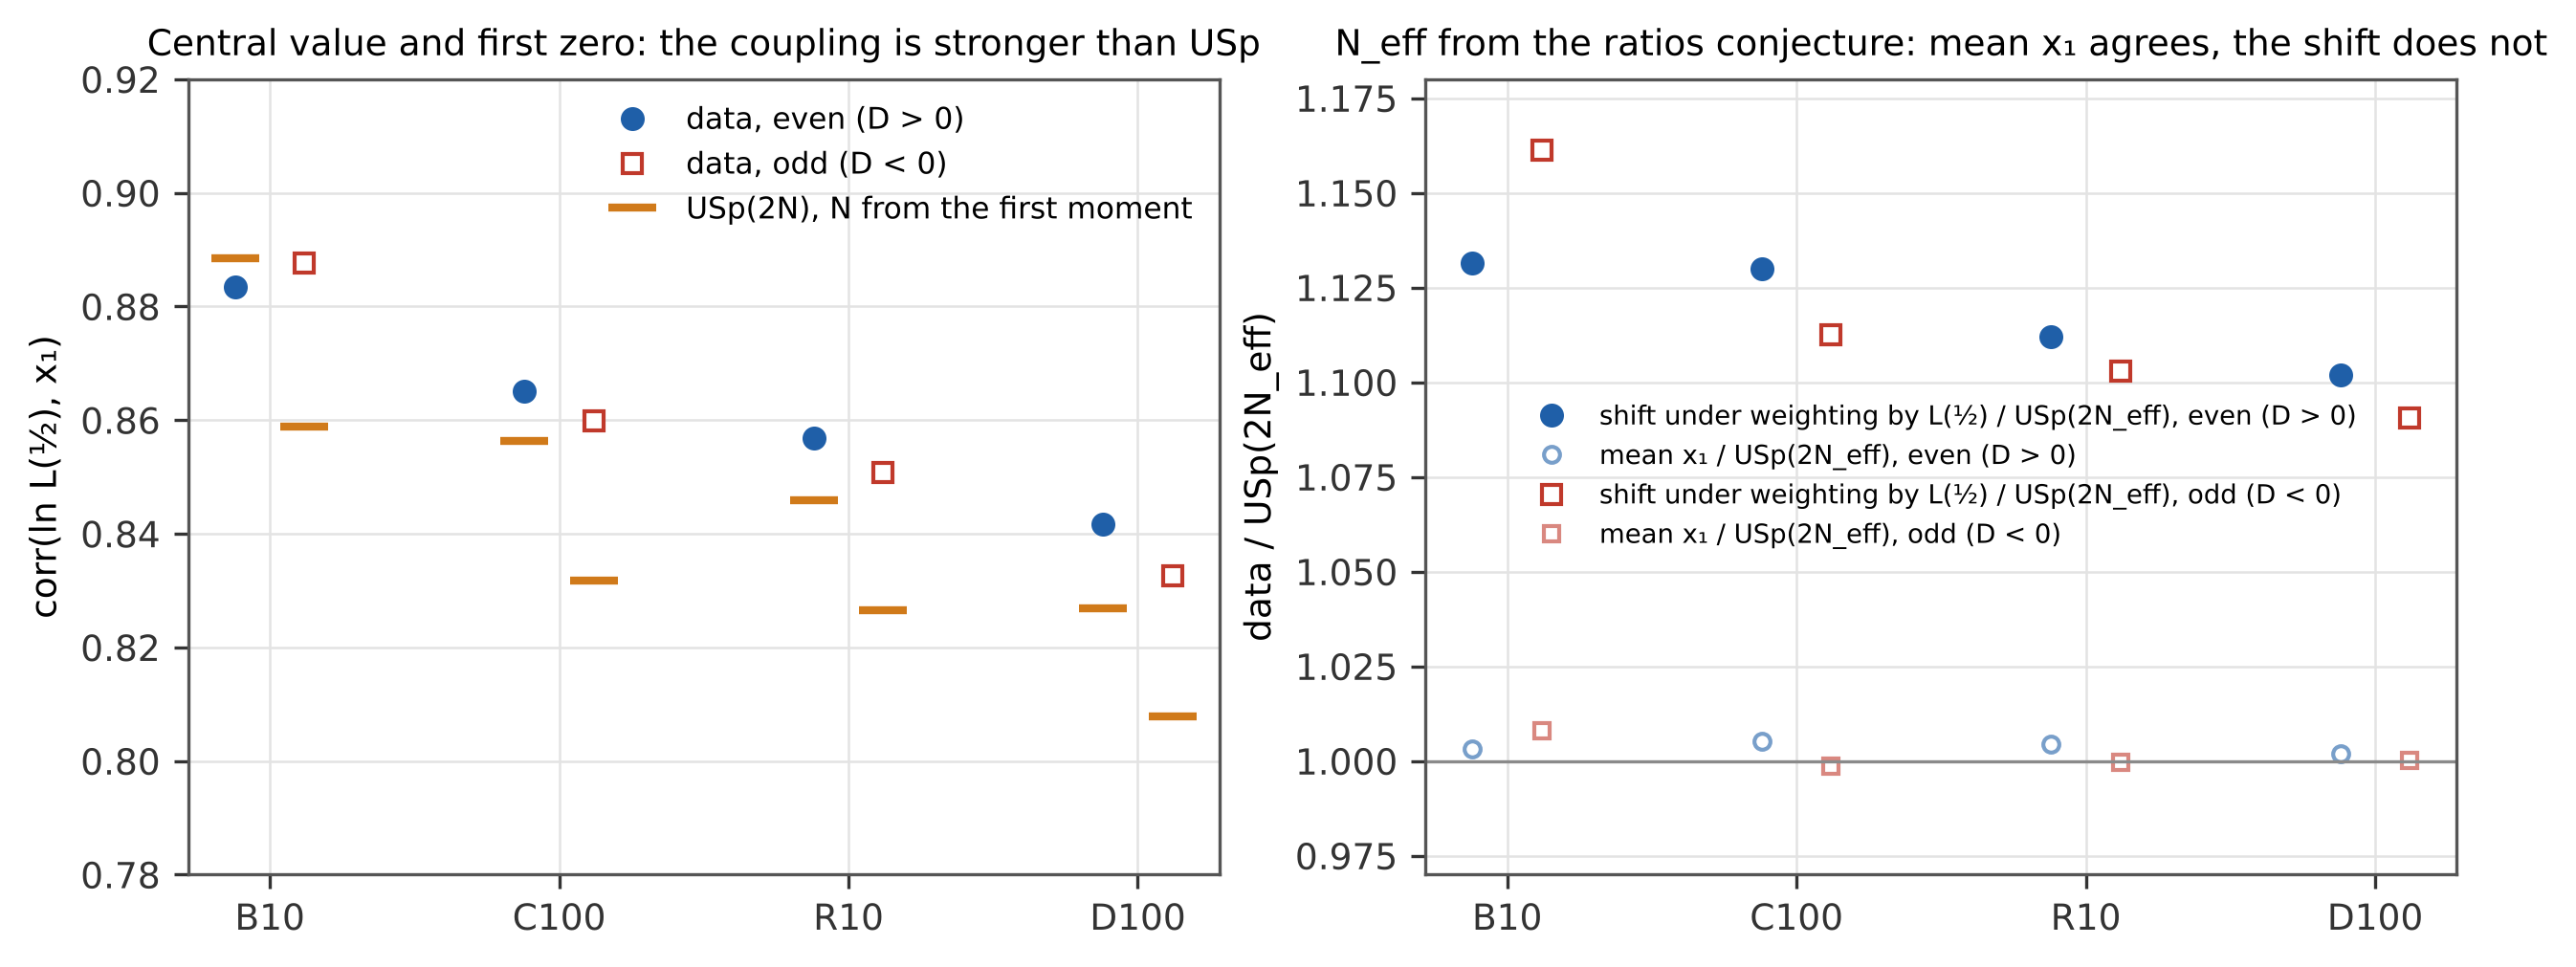 Central value and first zero: the coupling is stronger than USp
corr(ln L(½), x₁)
0.92
0.90
0.88
0.86
0.84
0.82
0.80
0.78
data, even (D > 0)
data, odd (D < 0)
USp(2N), N from the first moment
B10
C100
R10
D100
N_eff from the ratios conjecture: mean x₁ agrees, the shift does not
data / USp(2N_eff)
1.175
1.150
1.125
1.100
1.075
1.050
1.025
1.000
0.975
shift under weighting by L(½) / USp(2N_eff), even (D > 0)
mean x₁ / USp(2N_eff), even (D > 0)
shift under weighting by L(½) / USp(2N_eff), odd (D < 0)
mean x₁ / USp(2N_eff), odd (D < 0)
B10
C100
R10
D100